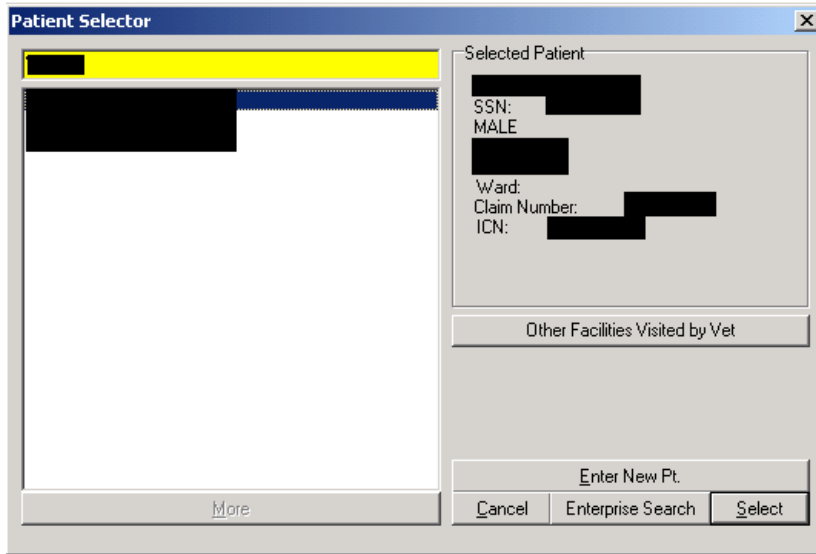 Patient Selector
Selected Patient
SSN:
MALE
Ward:
Claim Number:
ICN:
Other Facilities Visited by Vet
Enter New Pt.
More
Cancel
Enterprise Search
Select